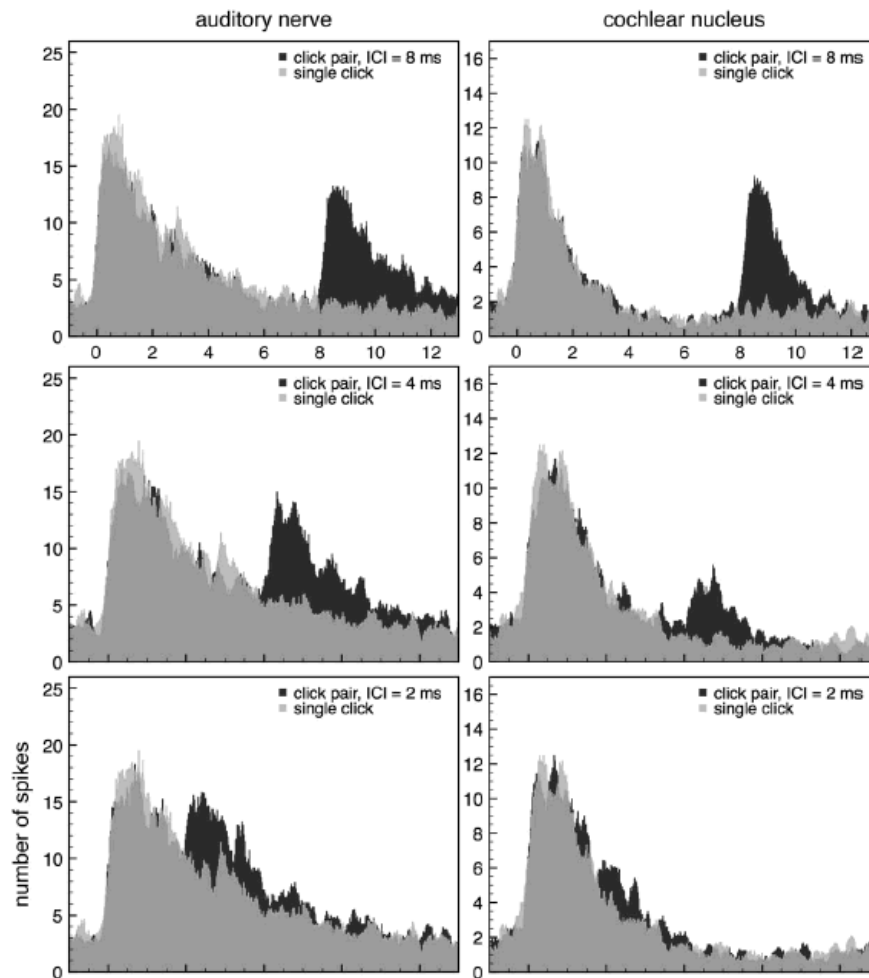 auditory nerve
cochlear nucleus
25
20
15
10
5
0
click pair, ICI = 8 ms
single click
0 2 4 6 8 10 12
16
14
12
10
8
6
4
2
0
click pair, ICI = 8 ms
single click
0 2 4 6 8 10 12
25
20
15
10
5
0
click pair, ICI = 4 ms
single click
16
14
12
10
8
6
4
2
0
click pair, ICI = 4 ms
single click
number of spikes
25
20
15
10
5
0
click pair, ICI = 2 ms
single click
16
14
12
10
8
6
4
2
0
click pair, ICI = 2 ms
single click